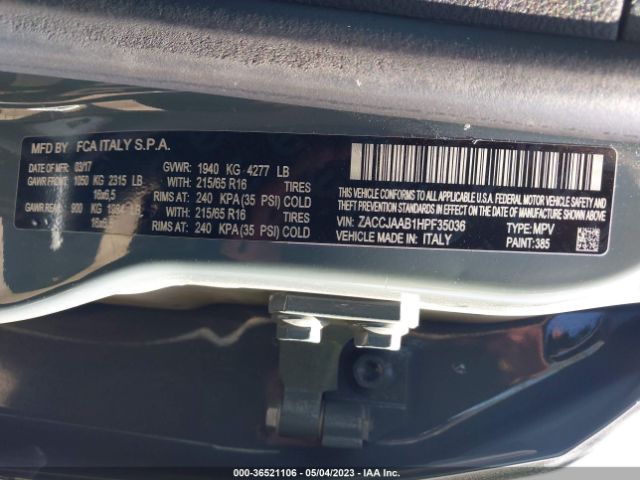 MFD BY FCA ITALY S.P.A.
DATE OF MFR 03/17 GVWR: 1940 KG 4277 LB
GAWR FRONT: 1050 KG 2315 LB WITH: 215/65 R16 TIRES
16x6,5 RIMS AT: 240 KPA (35 PSI) COLD
GAWR REAR: 900 KG 1984 LB WITH: 215/65 R16 TIRES
16x6,5 RIMS AT: 240 KPA (35 PSI) COLD
THIS VEHICLE CONFORMS TO ALL APPLICABLE U.S.A. FEDERAL MOTOR VEHICLE SAFETY AND
THEFT PREVENTION STANDARDS IN EFFECT ON THE DATE OF MANUFACTURE SHOWN ABOVE.
VIN: ZACCJAAB1HPF35036 TYPE: MPV
VEHICLE MADE IN: ITALY PAINT: 385
000-36521106 - 05/04/2023 - IAA Inc.